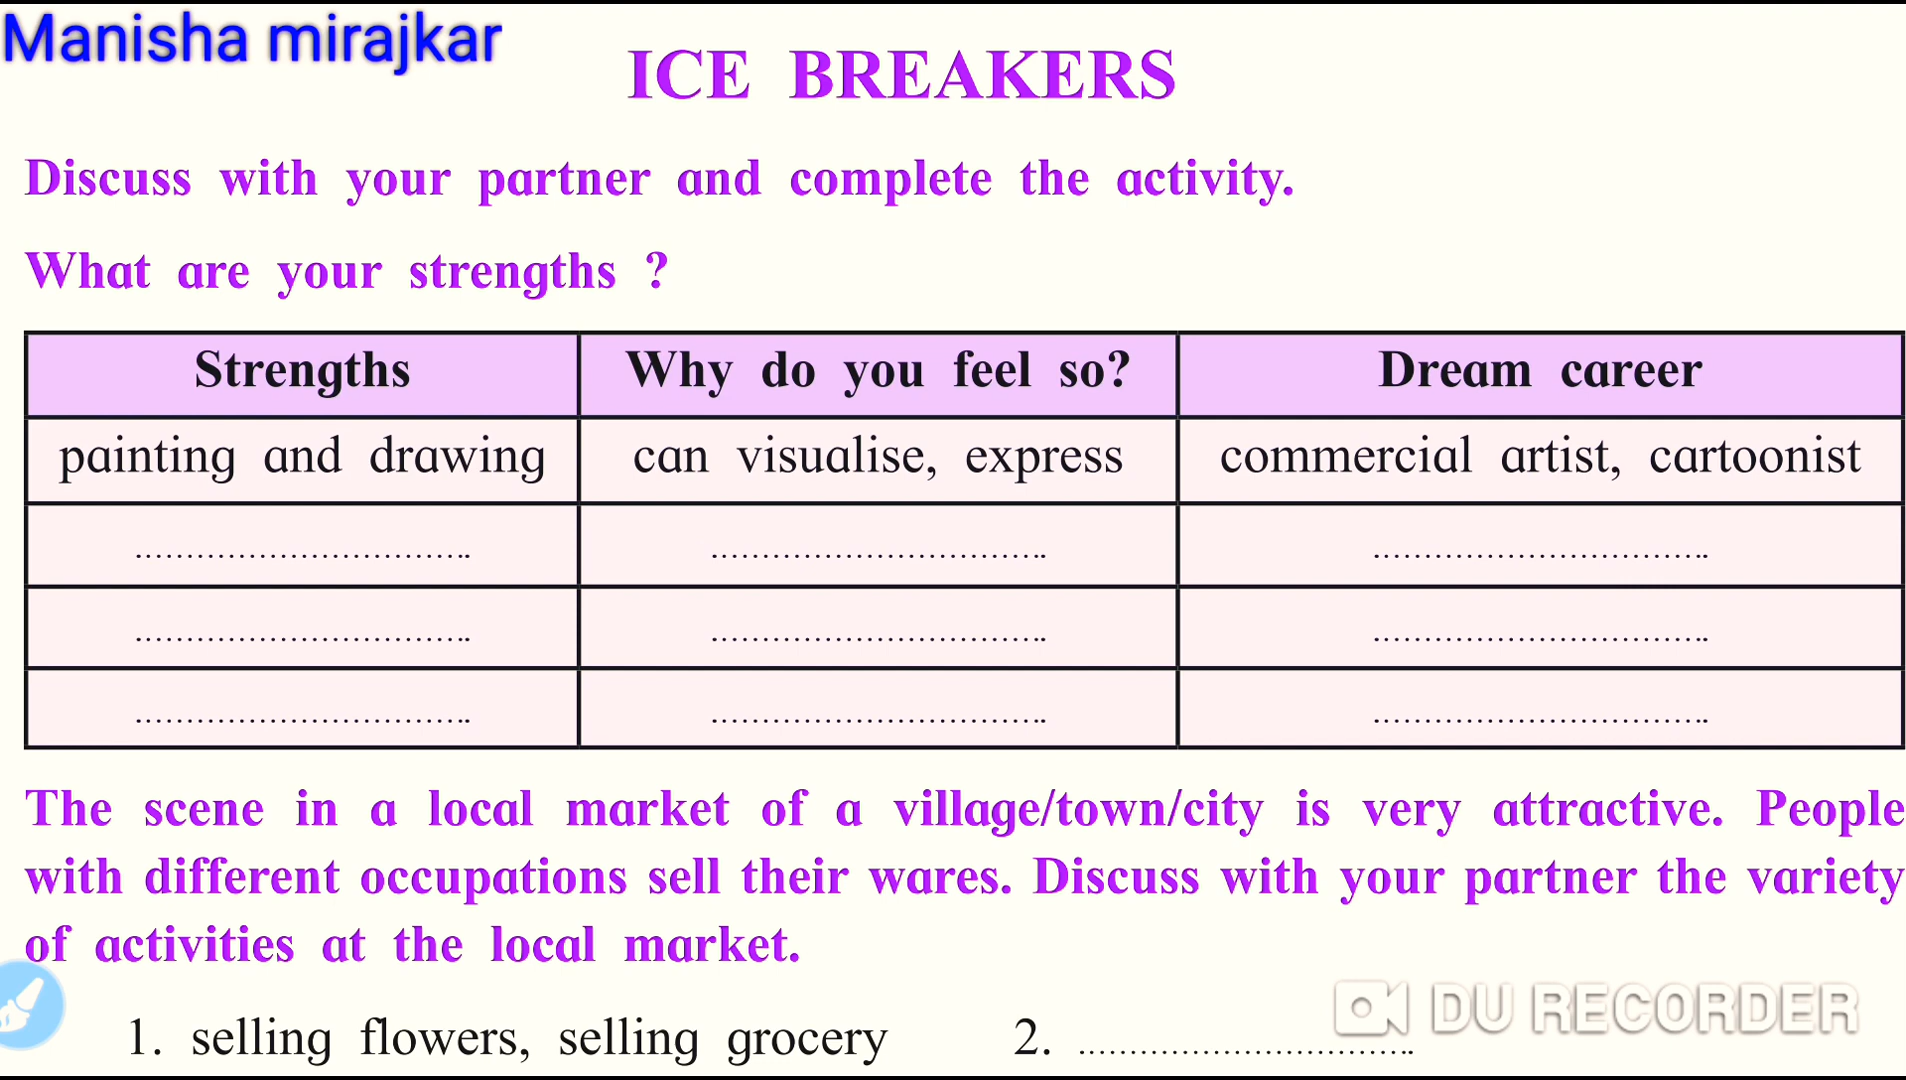 Manisha mirajkar
ICE BREAKERS
Discuss with your partner and complete the activity.
What are your strengths ?
Strengths Why do you feel so? Dream career
painting and drawing can visualise, express commercial artist, cartoonist
................................ ................................ ................................
................................ ................................ ................................
................................ ................................ ................................
The scene in a local market of a village/town/city is very attractive. People
with different occupations sell their wares. Discuss with your partner the variety
of activities at the local market.
DU RECORDER
1. selling flowers, selling grocery 2. ................................